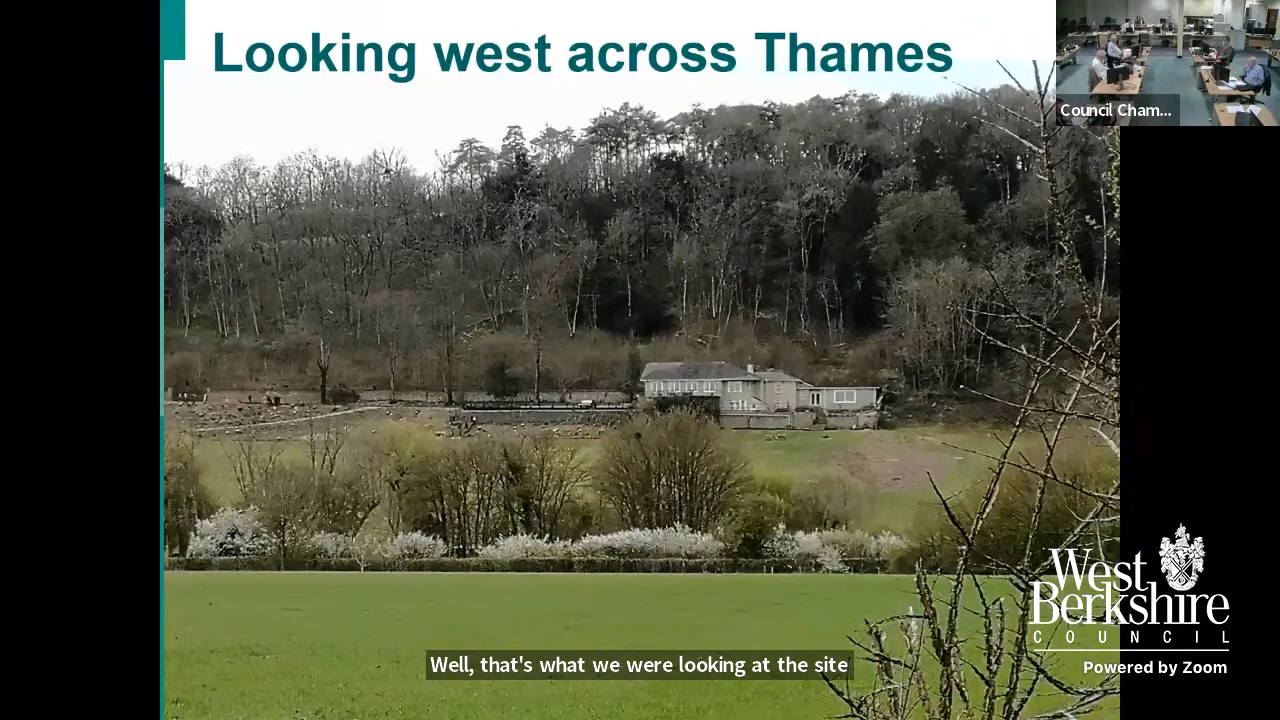 Looking west across Thames
Council Cham...
West
Berkshire
COUNCIL
Powered by Zoom
Well, that's what we were looking at the site